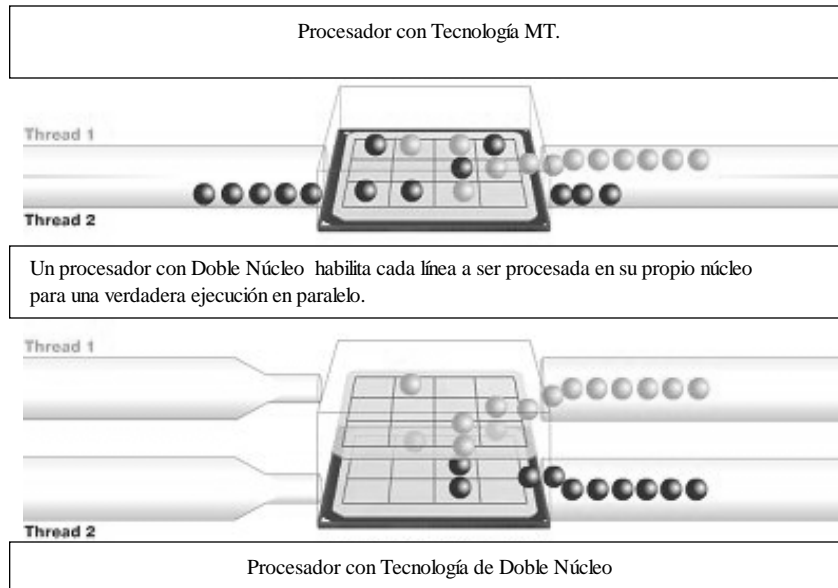 Procesador con Tecnología MT.
Thread 1
Thread 2
Un procesador con Doble Núcleo habilita cada línea a ser procesada en su propio núcleo
para una verdadera ejecución en paralelo.
Thread 1
Thread 2
Procesador con Tecnología de Doble Núcleo